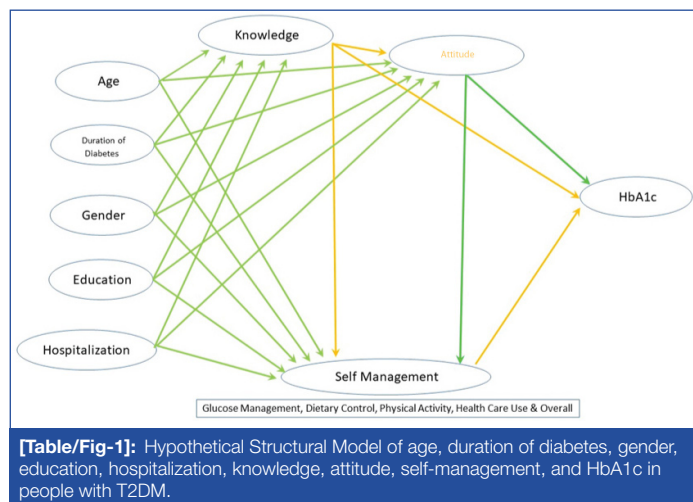 Knowledge
Attitude
Age
Duration of
Diabetes
Gender
HbA1c
Education
Hospitalization
Self Management
Glucose Management, Dietary Control, Physical Activity, Health Care Use & Overall
[Table/Fig-1]: Hypothetical Structural Model of age, duration of diabetes, gender,
education, hospitalization, knowledge, attitude, self-management, and HbA1c in
people with T2DM.